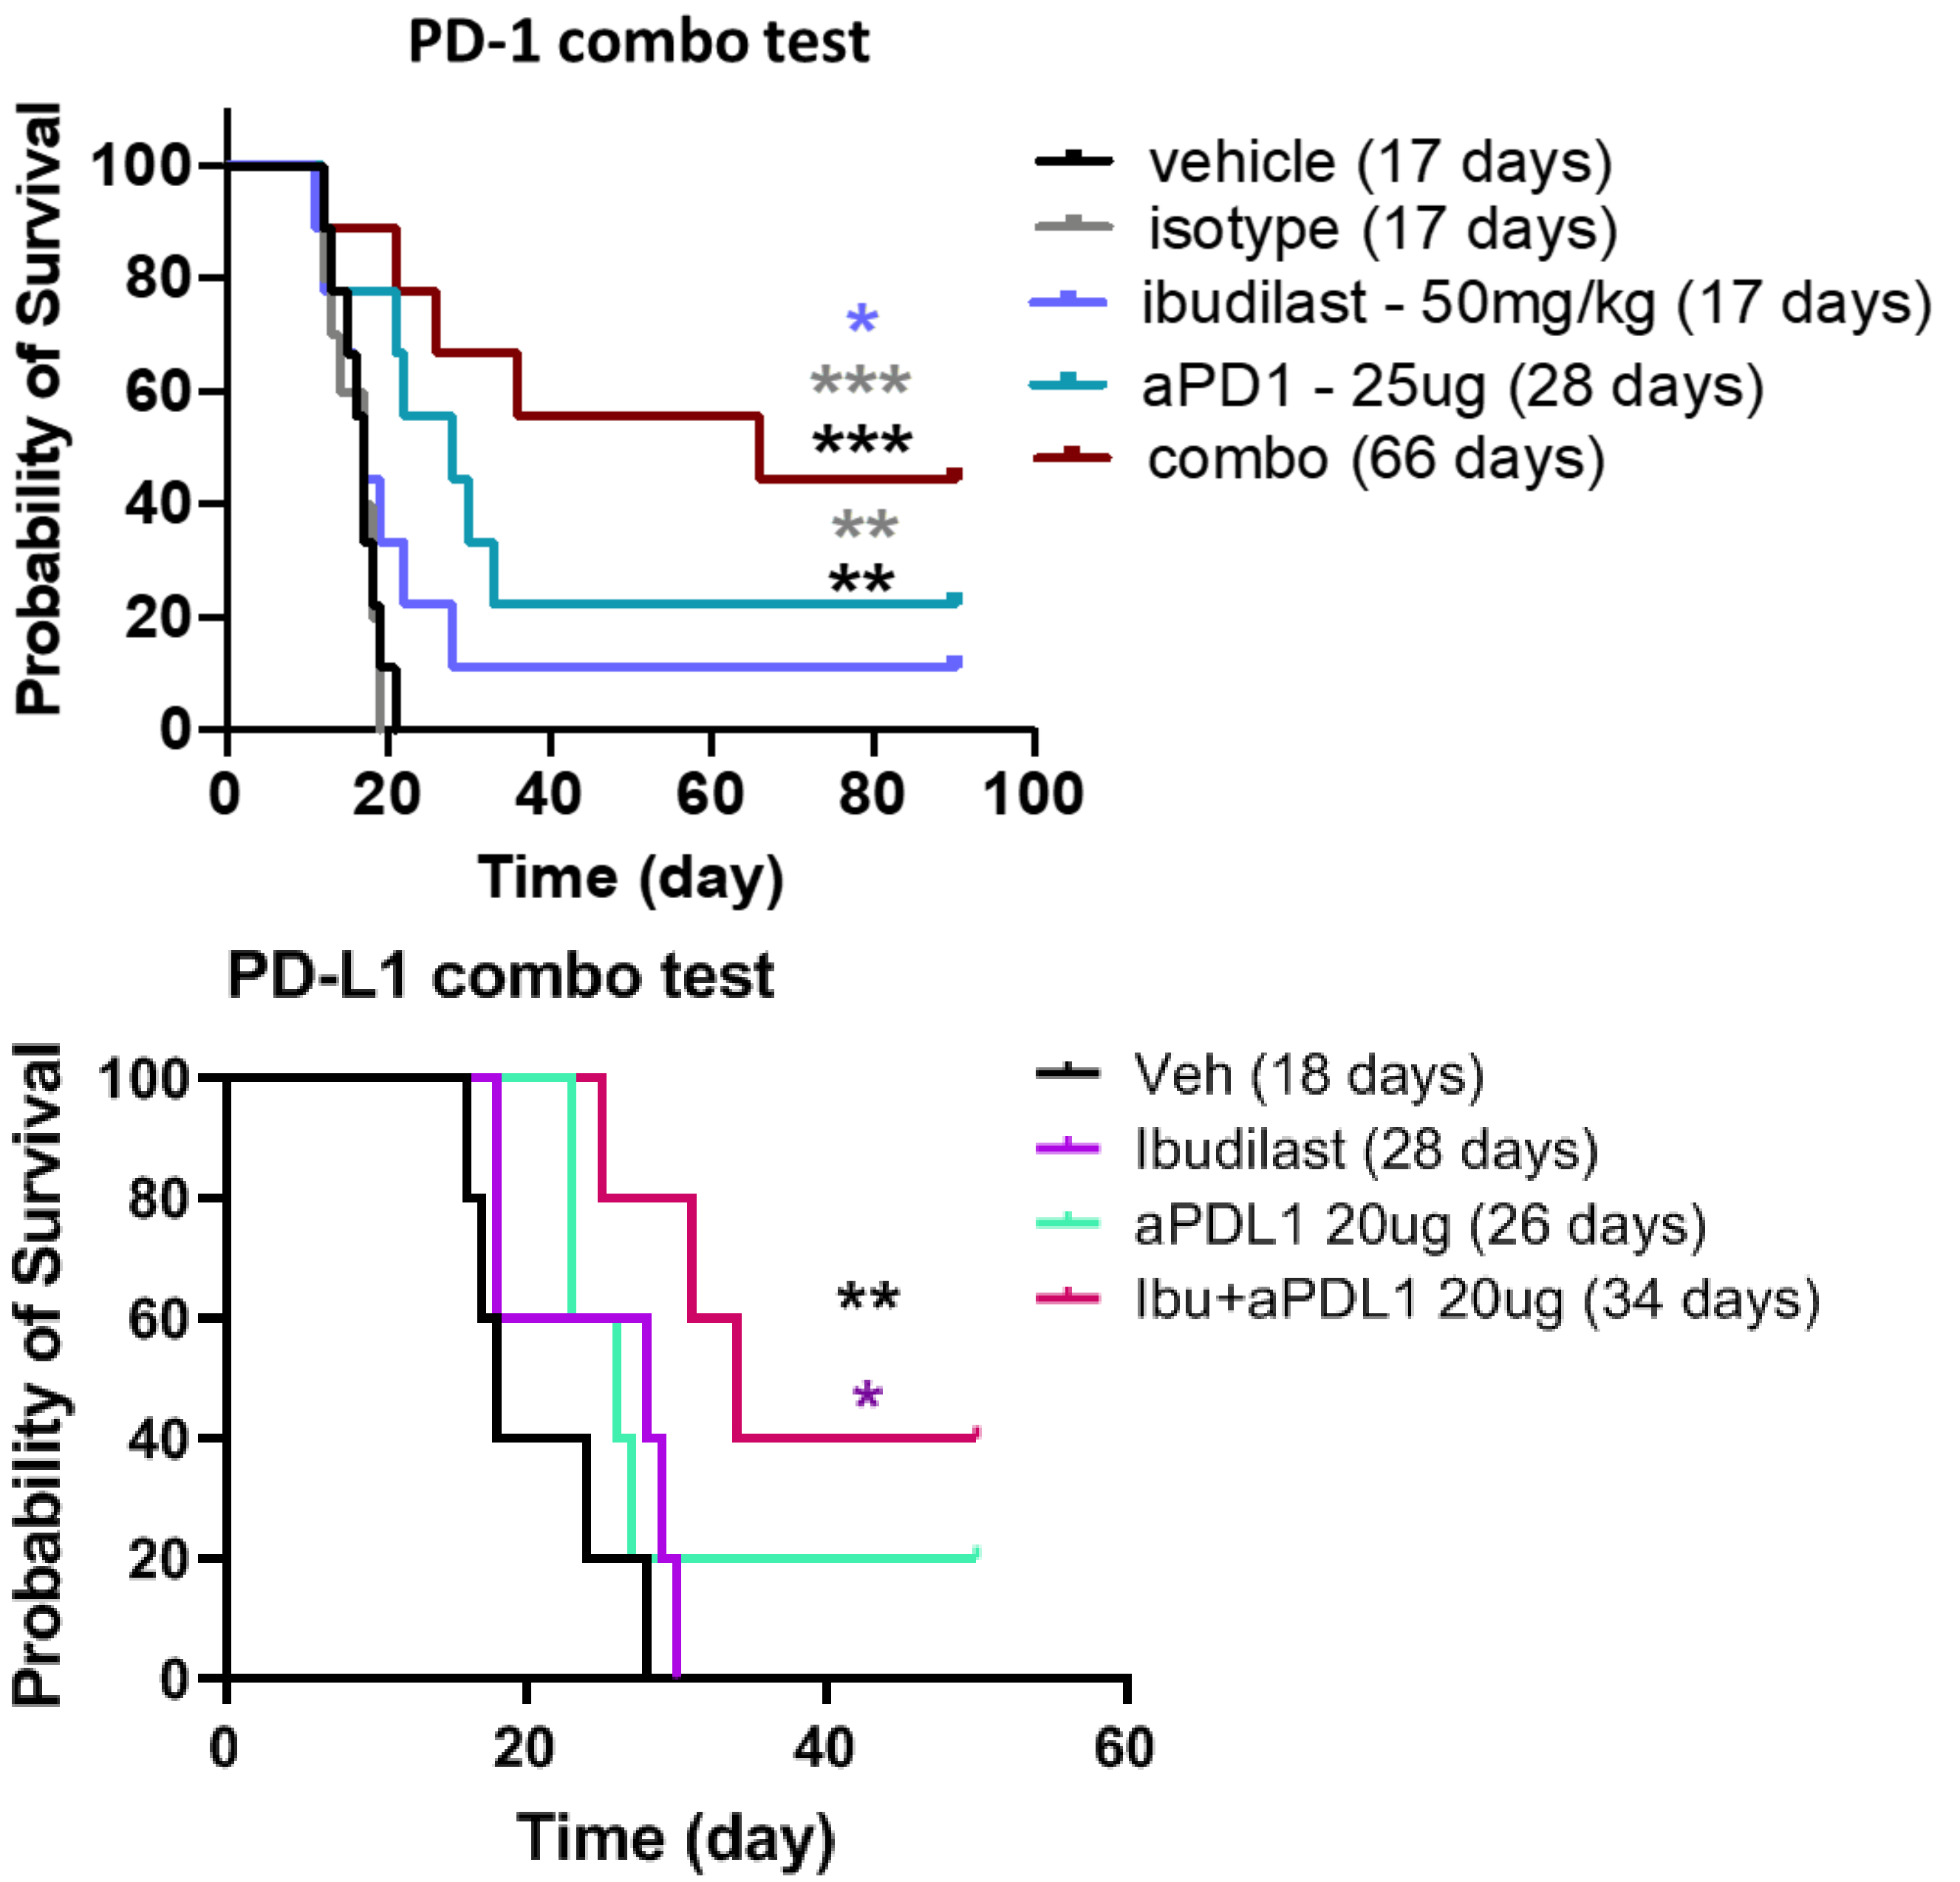 PD-1 combo test
Probability of Survival
100
80
60
40
20
0
0 20 40 60 80 100
Time (day)
*
***
***
**
**
vehicle (17 days)
isotype (17 days)
ibudilast - 50mg/kg (17 days)
aPD1 - 25ug (28 days)
combo (66 days)
PD-L1 combo test
Probability of Survival
100
80
60
40
20
0
0 20 40 60
Time (day)
**
*
Veh (18 days)
Ibudilast (28 days)
aPDL1 20ug (26 days)
Ibu+aPDL1 20ug (34 days)